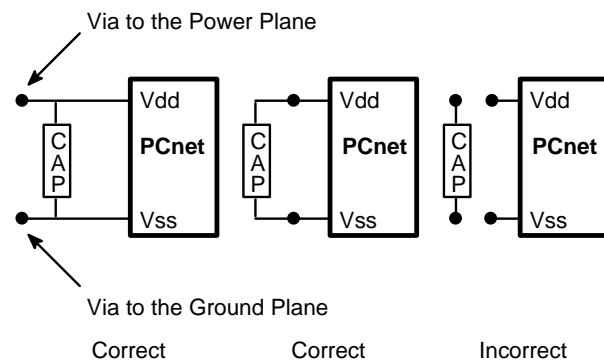 Via to the Power Plane
Vdd
CAP
PCnet
Vss
Vdd
CAP
PCnet
Vss
Vdd
CAP
PCnet
Vss
Via to the Ground Plane
Correct
Correct
Incorrect